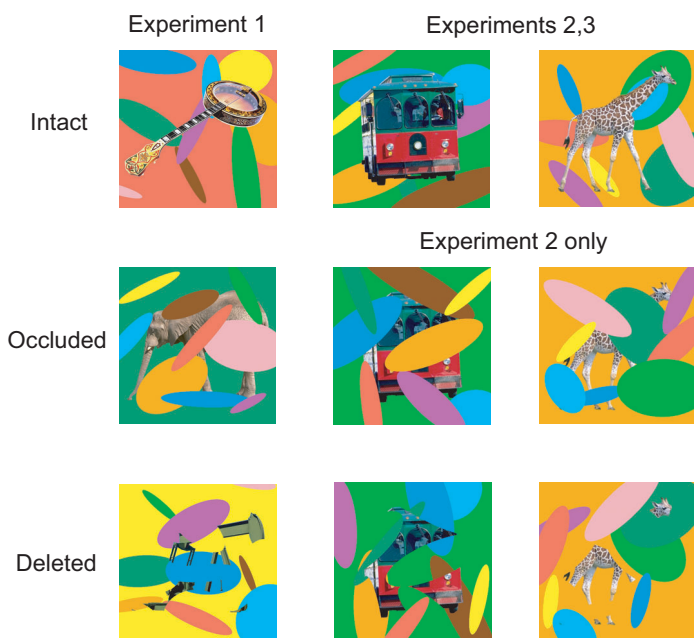 Experiment 1
Experiments 2,3
Intact
Experiment 2 only
Occluded
Deleted